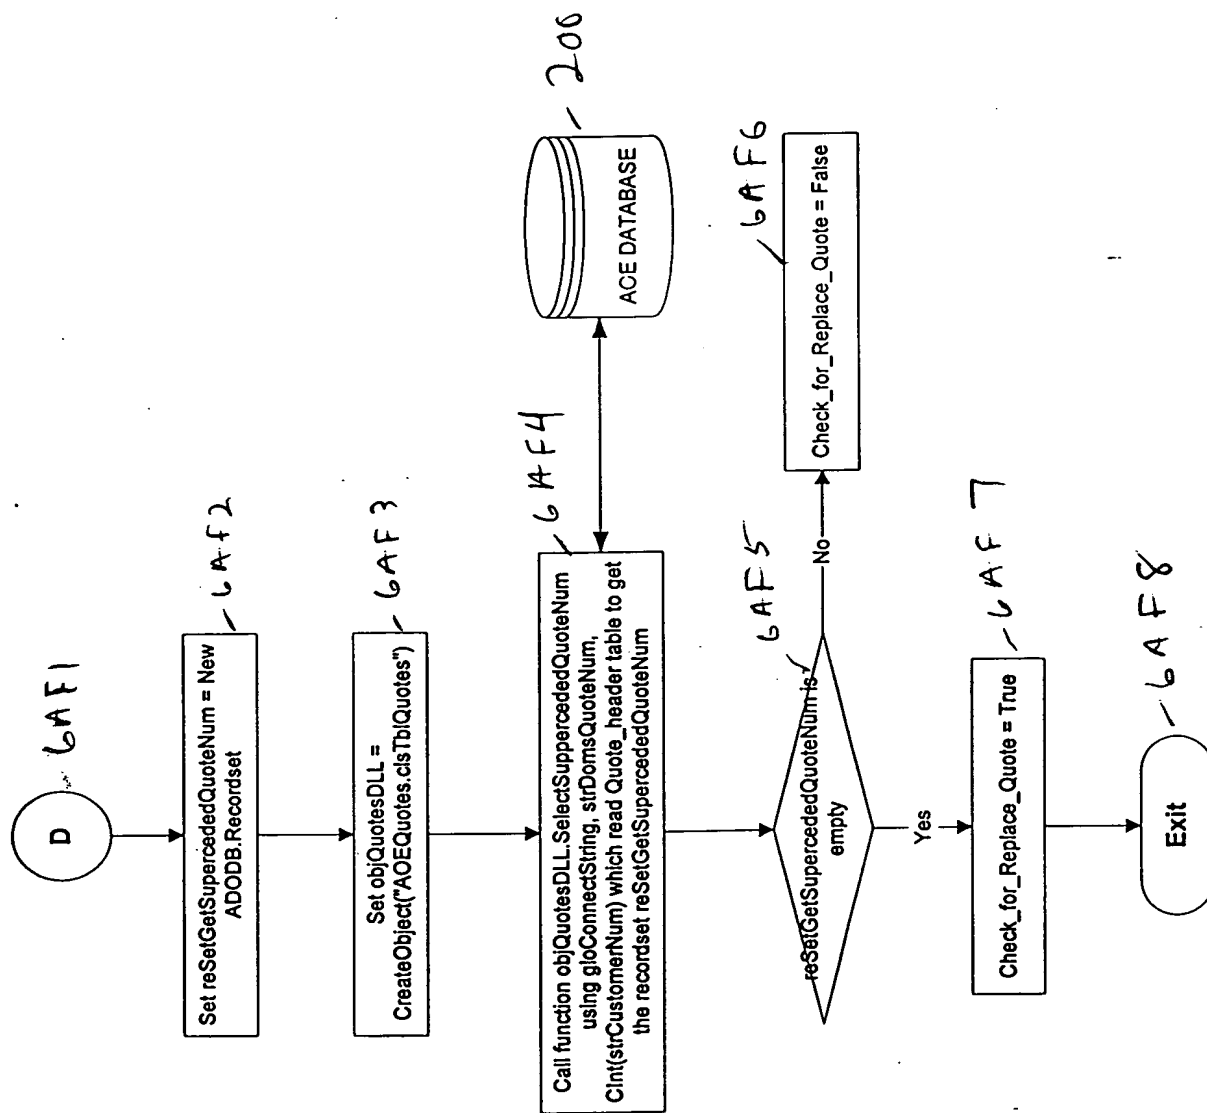 D
6AF1
Set reSetGetSupercededQuoteNum = New
ADODB.Recordset
6AF2
Set objQuotesDLL =
CreateObject("AOEQuotes.clsTblQuotes")
6AF3
Call function objQuotesDLL.SelectSuppercededQuoteNum
using gloConnectString, strDomsQuoteNum,
CInt(strCustomerNum) which read Quote_header table to get
the recordset reSetGetSupercededQuoteNum
6AF4
ACE DATABASE
200
reSetGetSupercededQuoteNum is
empty
6AF5
No
Check_for_Replace_Quote = False
6AF6
Yes
Check_for_Replace_Quote = True
6AF7
Exit
6AF8